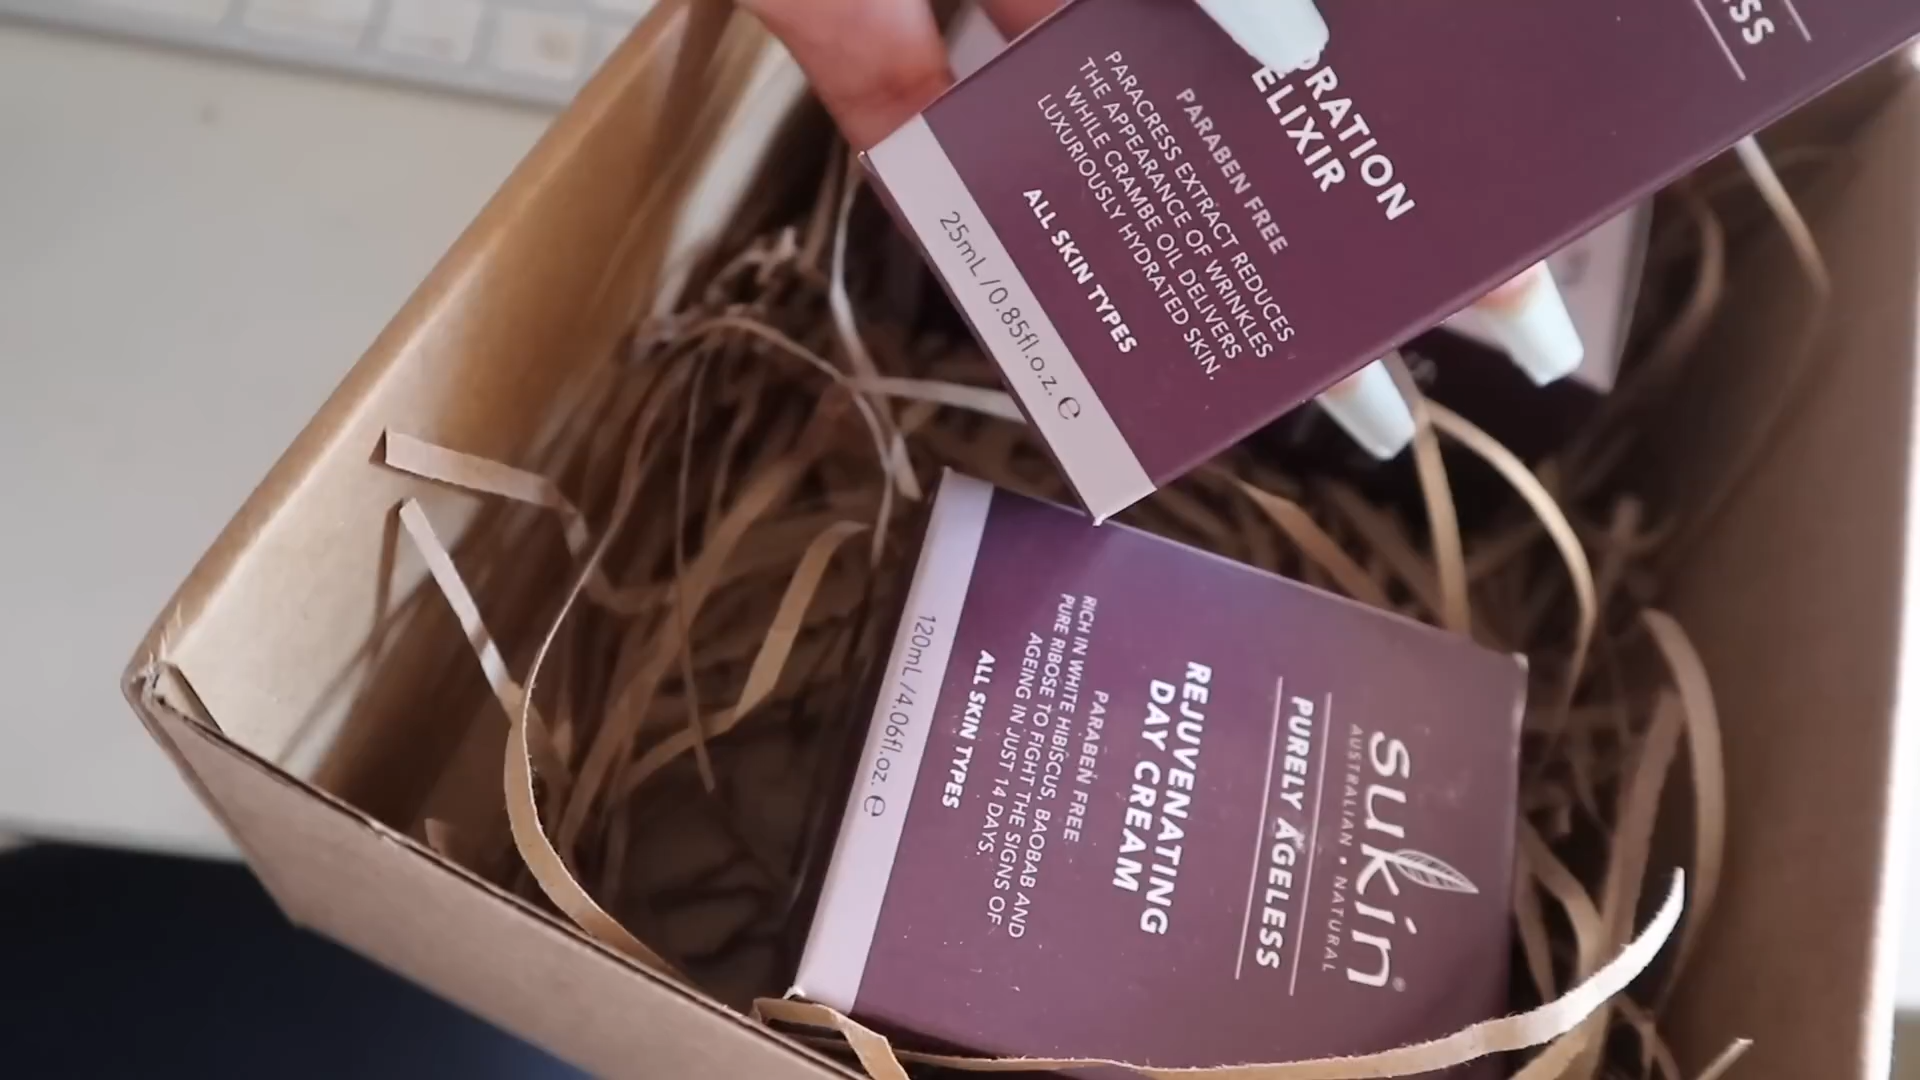 ELIXIR
PARABEN FREE
PARACRESS EXTRACT REDUCES
THE APPEARANCE OF WRINKLES
WHILE CRAMBE OIL DELIVERS
LUXURIOUSLY HYDRATED SKIN.
ALL SKIN TYPES
25mL/0.85fl.o.z. ℮
sukin®
AUSTRALIAN • NATURAL
PURELY AGELESS
REJUVENATING
DAY CREAM
PARABEN FREE
RICH IN WHITE HIBISCUS, BAOBAB AND
PURE RIBOSE TO FIGHT THE SIGNS OF
AGEING IN JUST 14 DAYS.
ALL SKIN TYPES
120mL/4.06fl.oz. ℮